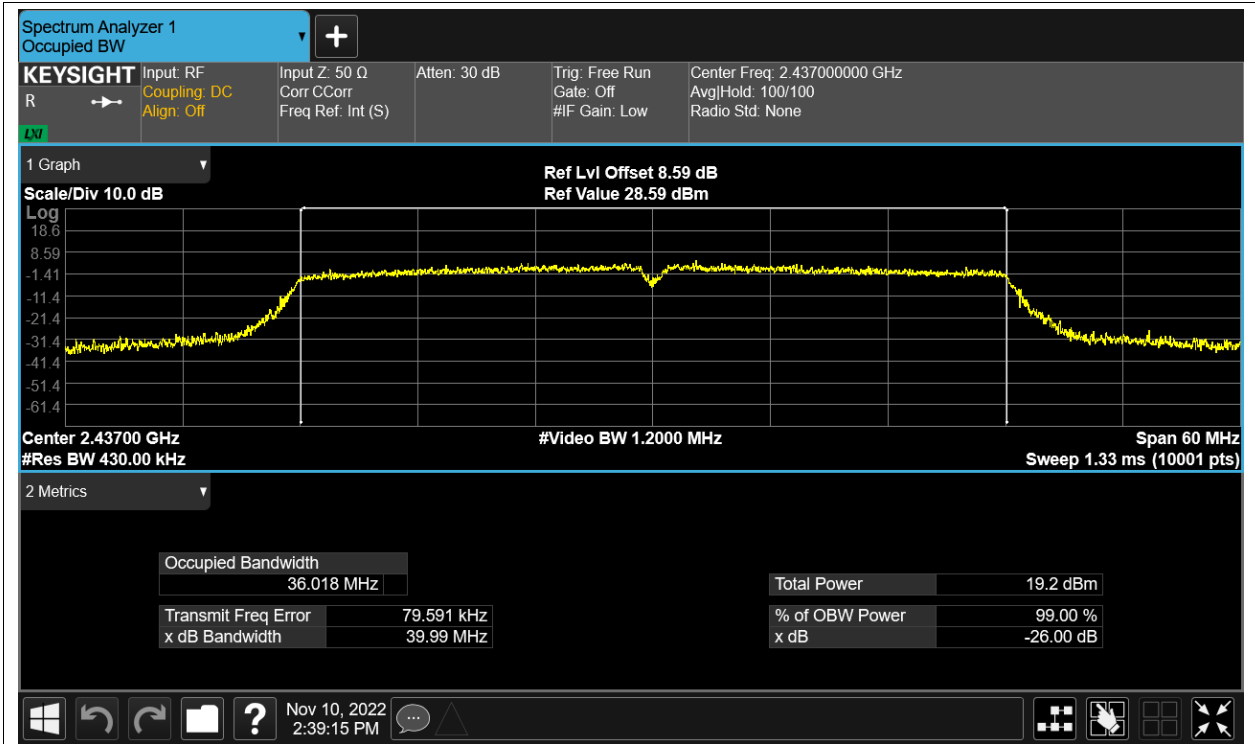 Spectrum Analyzer 1
Occupied BW
▼
+
KEYSIGHT
R
LXI
Input: RF
Coupling: DC
Align: Off
Input Z: 50 Ω
Corr CCorr
Freq Ref: Int (S)
Atten: 30 dB
Trig: Free Run
Gate: Off
#IF Gain: Low
Center Freq: 2.437000000 GHz
Avg|Hold: 100/100
Radio Std: None
1 Graph ▼
Scale/Div 10.0 dB
Ref Lvl Offset 8.59 dB
Ref Value 28.59 dBm
Log
18.6
8.59
-1.41
-11.4
-21.4
-31.4
-41.4
-51.4
-61.4
Center 2.43700 GHz
#Res BW 430.00 kHz
#Video BW 1.2000 MHz
Span 60 MHz
Sweep 1.33 ms (10001 pts)
2 Metrics ▼
Occupied Bandwidth
36.018 MHz
Transmit Freq Error 79.591 kHz
x dB Bandwidth 39.99 MHz
Total Power 19.2 dBm
% of OBW Power 99.00 %
x dB -26.00 dB
?
Nov 10, 2022
2:39:15 PM